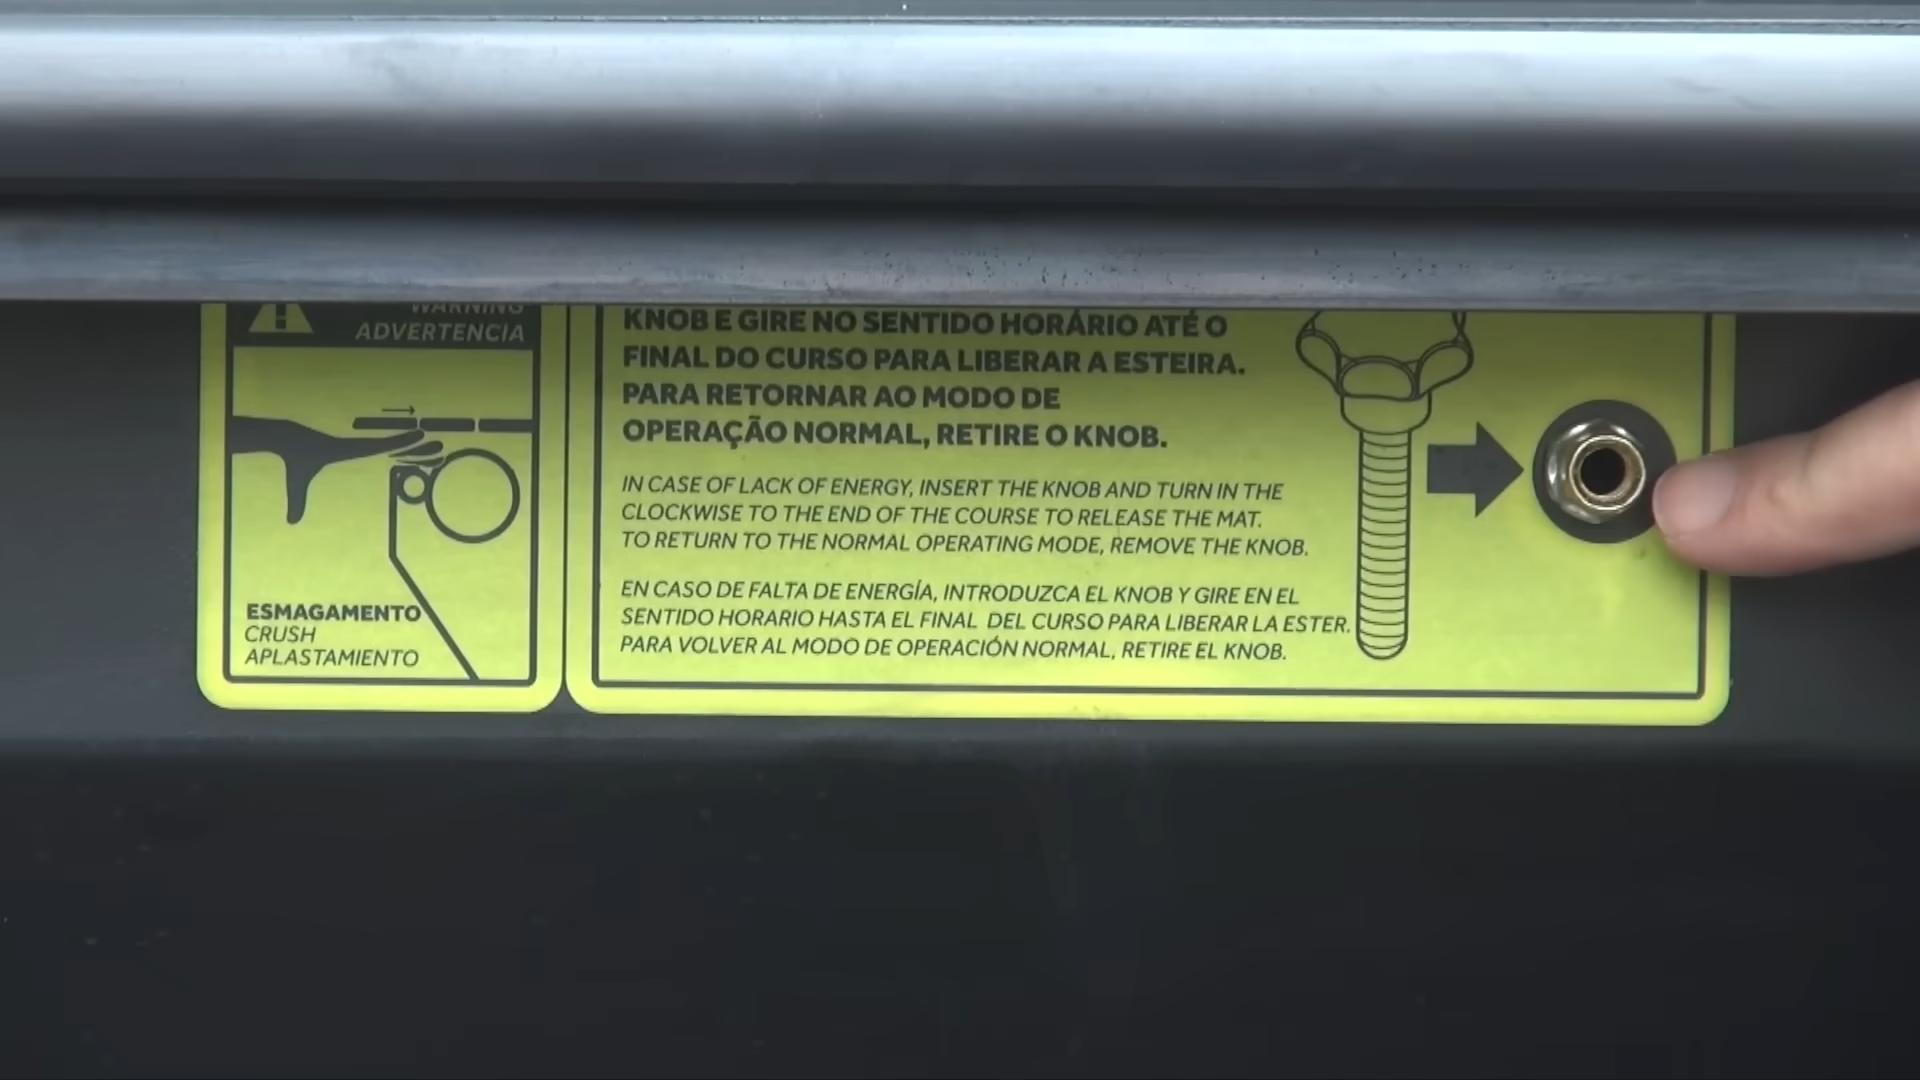 WARNING
ADVERTENCIA
ESMAGAMENTO
CRUSH
APLASTAMIENTO
KNOB E GIRE NO SENTIDO HORÁRIO ATÉ O
FINAL DO CURSO PARA LIBERAR A ESTEIRA.
PARA RETORNAR AO MODO DE
OPERAÇÃO NORMAL, RETIRE O KNOB.
IN CASE OF LACK OF ENERGY, INSERT THE KNOB AND TURN IN THE
CLOCKWISE TO THE END OF THE COURSE TO RELEASE THE MAT.
TO RETURN TO THE NORMAL OPERATING MODE, REMOVE THE KNOB.
EN CASO DE FALTA DE ENERGÍA, INTRODUZCA EL KNOB Y GIRE EN EL
SENTIDO HORARIO HASTA EL FINAL DEL CURSO PARA LIBERAR LA ESTER.
PARA VOLVER AL MODO DE OPERACIÓN NORMAL, RETIRE EL KNOB.